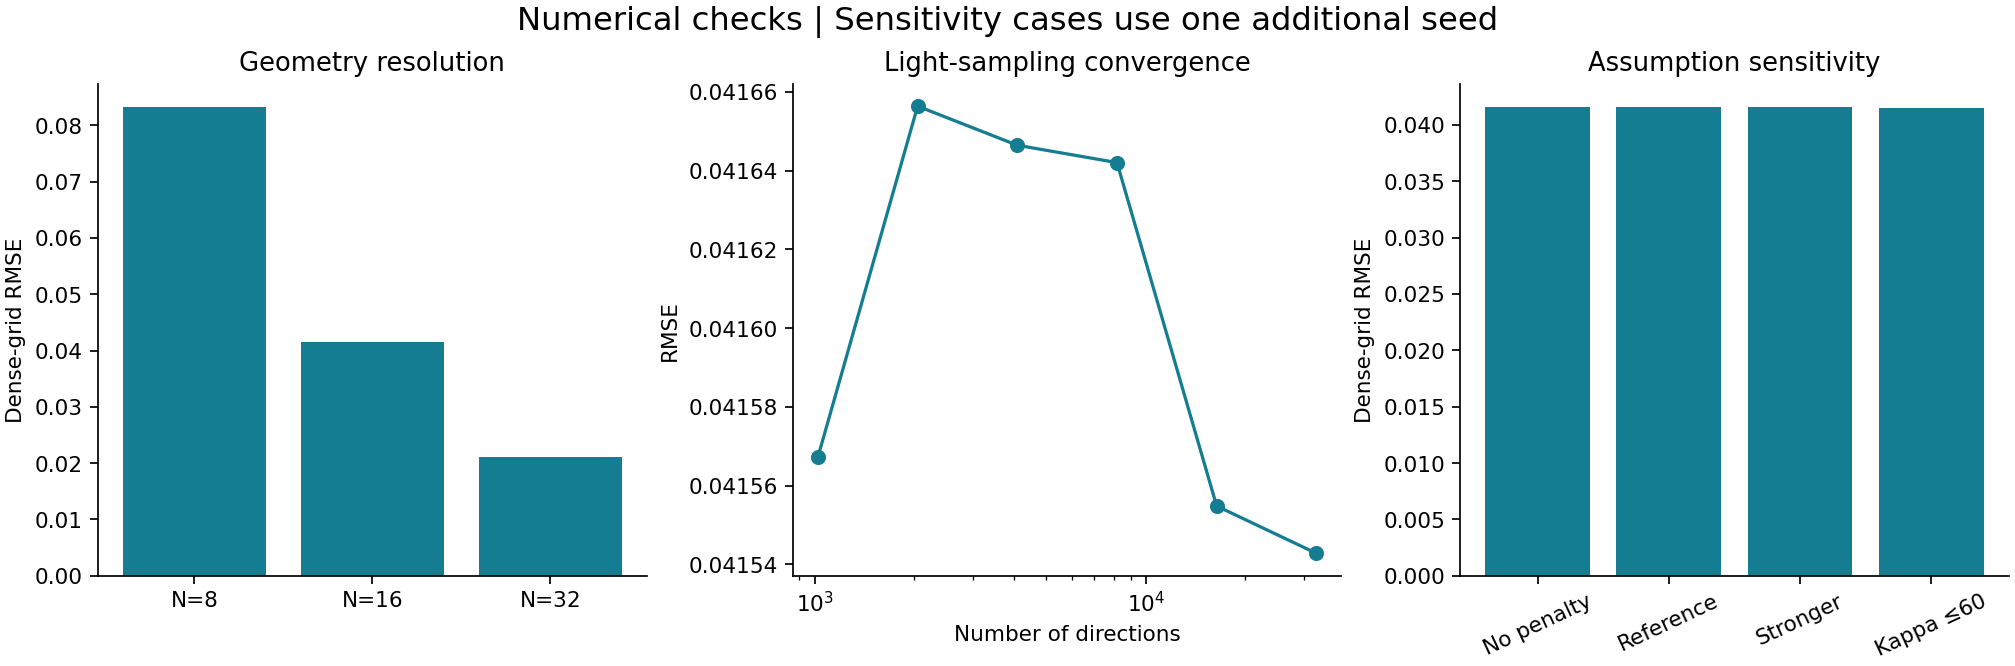 Numerical checks | Sensitivity cases use one additional seed
Geometry resolution
Dense-grid RMSE
0.08
0.07
0.06
0.05
0.04
0.03
0.02
0.01
0.00
N=8
N=16
N=32
Light-sampling convergence
RMSE
0.04166
0.04164
0.04162
0.04160
0.04158
0.04156
0.04154
10³
10⁴
Number of directions
Assumption sensitivity
Dense-grid RMSE
0.040
0.035
0.030
0.025
0.020
0.015
0.010
0.005
0.000
No penalty
Reference
Stronger
Kappa ≤60